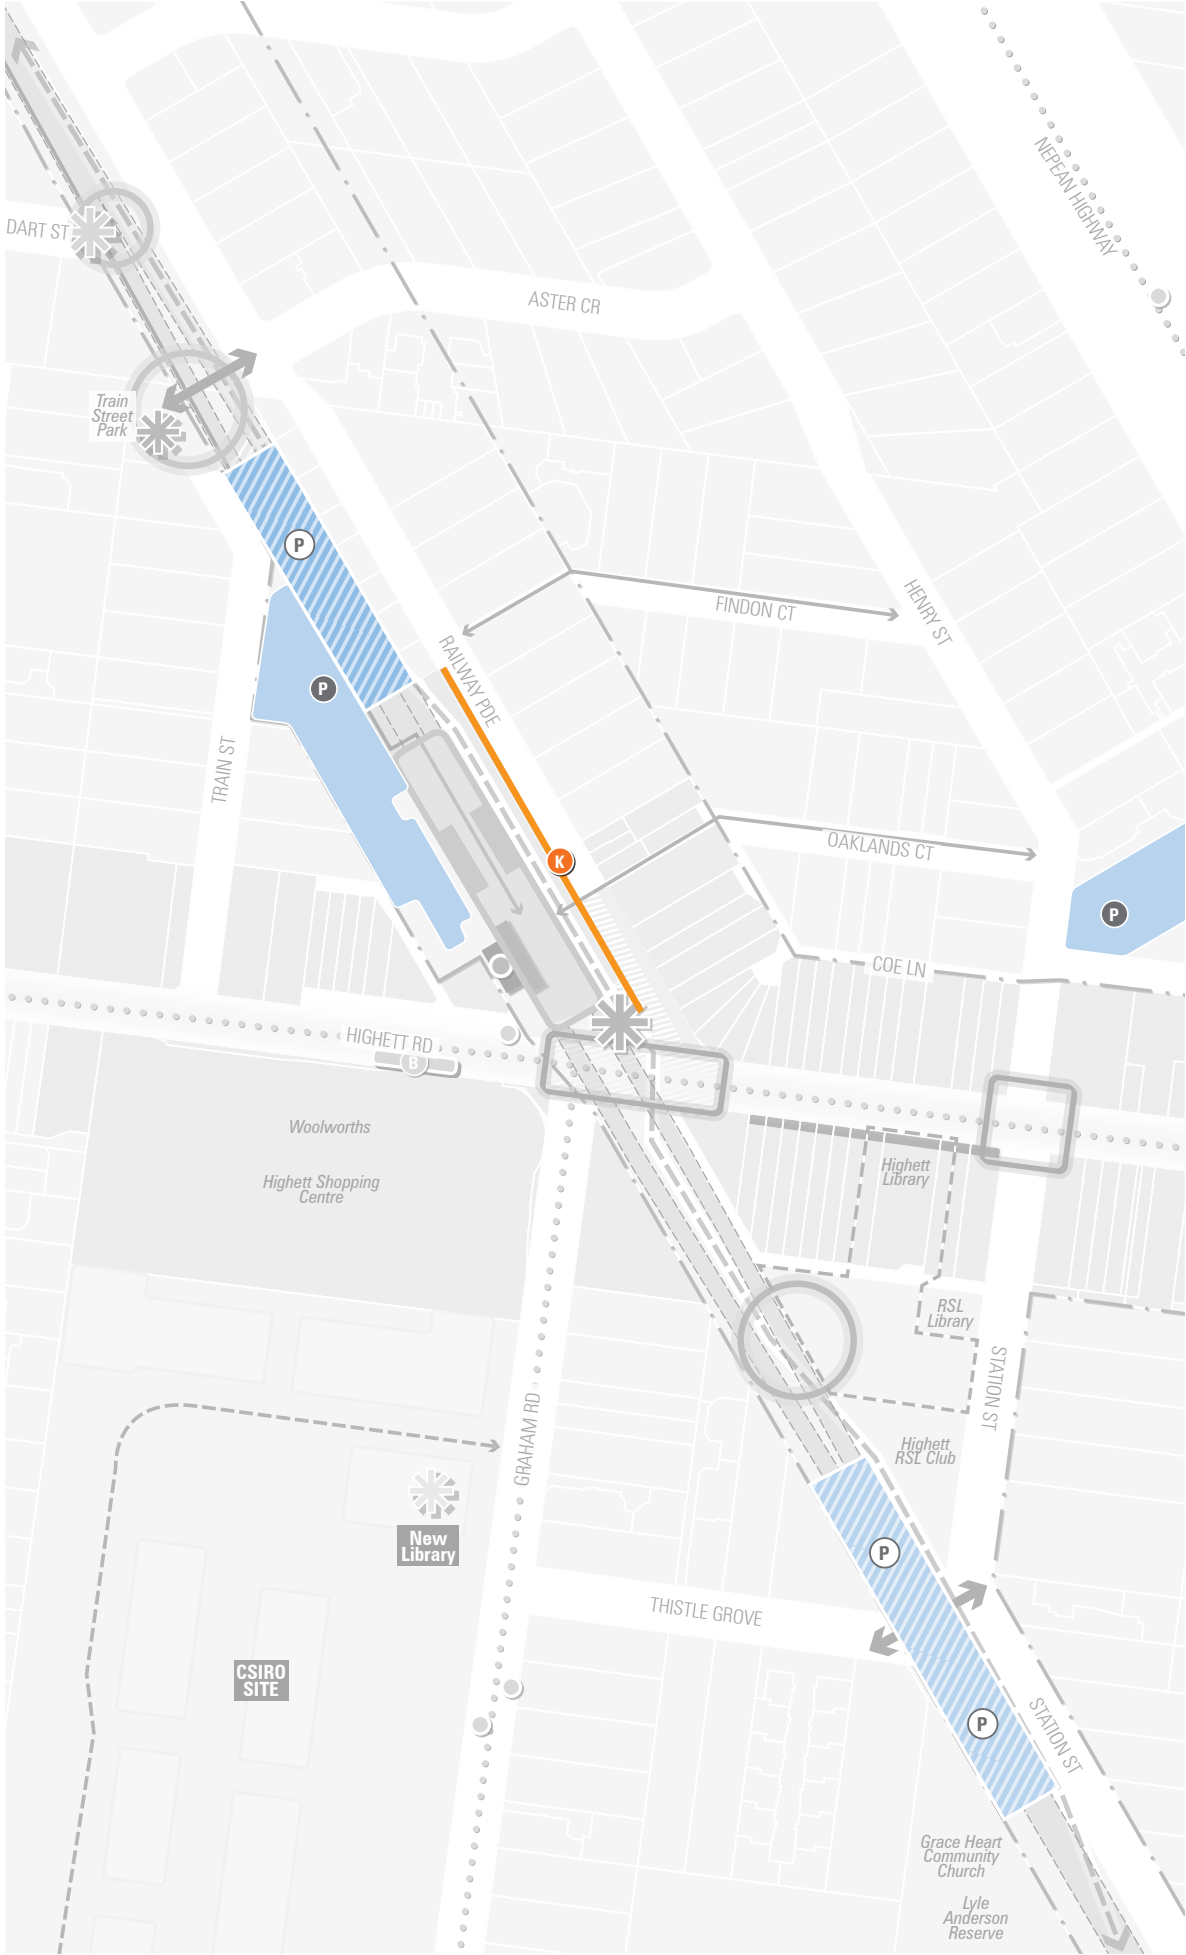 NEPEAN HIGHWAY
DART ST
ASTER CR
Train
Street
Park
P
FINDON CT
HENRY ST
RAILWAY PDE
P
TRAIN ST
OAKLANDS CT
K
P
COE LN
HIGHETT RD
B
Woolworths
Highett
Library
Highett Shopping
Centre
RSL
Library
STATION ST
GRAHAM RD
Highett
RSL Club
New
Library
P
THISTLE GROVE
CSIRO
SITE
P
STATION ST
Grace Heart
Community
Church
Lyle
Anderson
Reserve